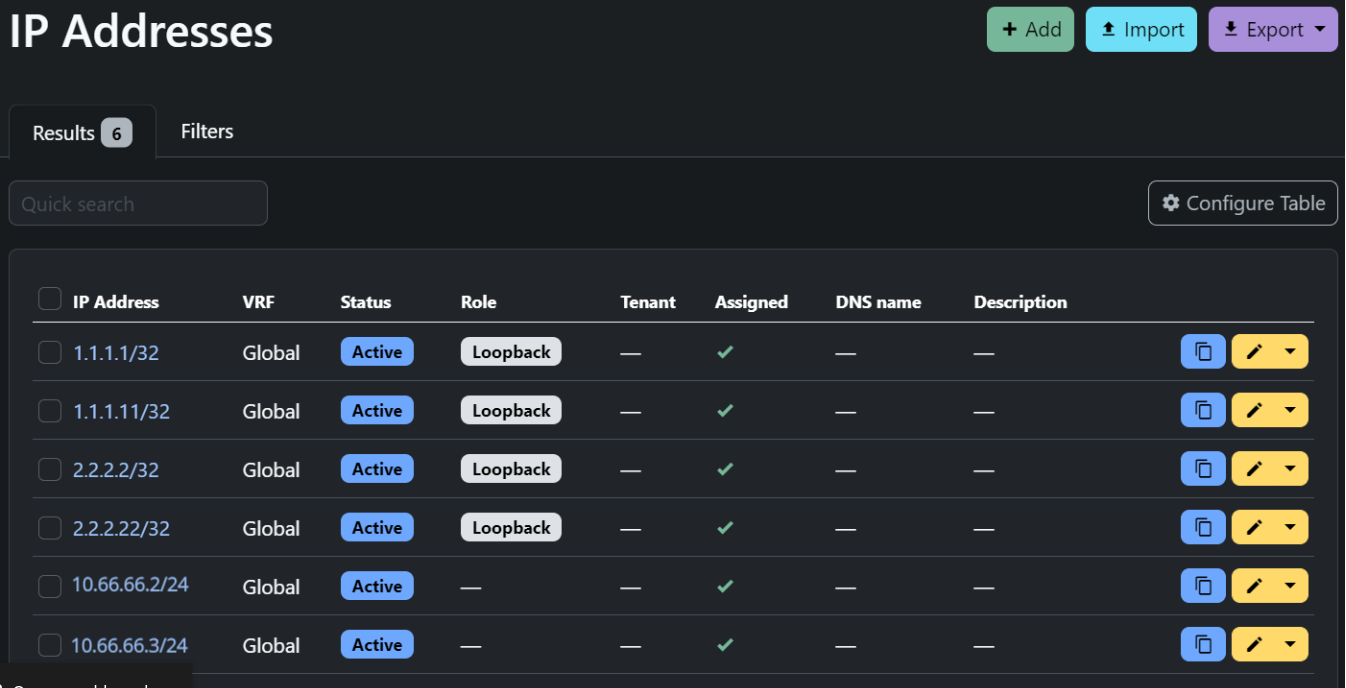 IP Addresses
Add Import Export
Results 6 Filters
Quick search
Configure Table
IP Address VRF Status Role Tenant Assigned DNS name Description
1.1.1.1/32 Global Active Loopback — — —
1.1.1.11/32 Global Active Loopback — — —
2.2.2.2/32 Global Active Loopback — — —
2.2.2.22/32 Global Active Loopback — — —
10.66.66.2/24 Global Active — — — —
10.66.66.3/24 Global Active — — — —